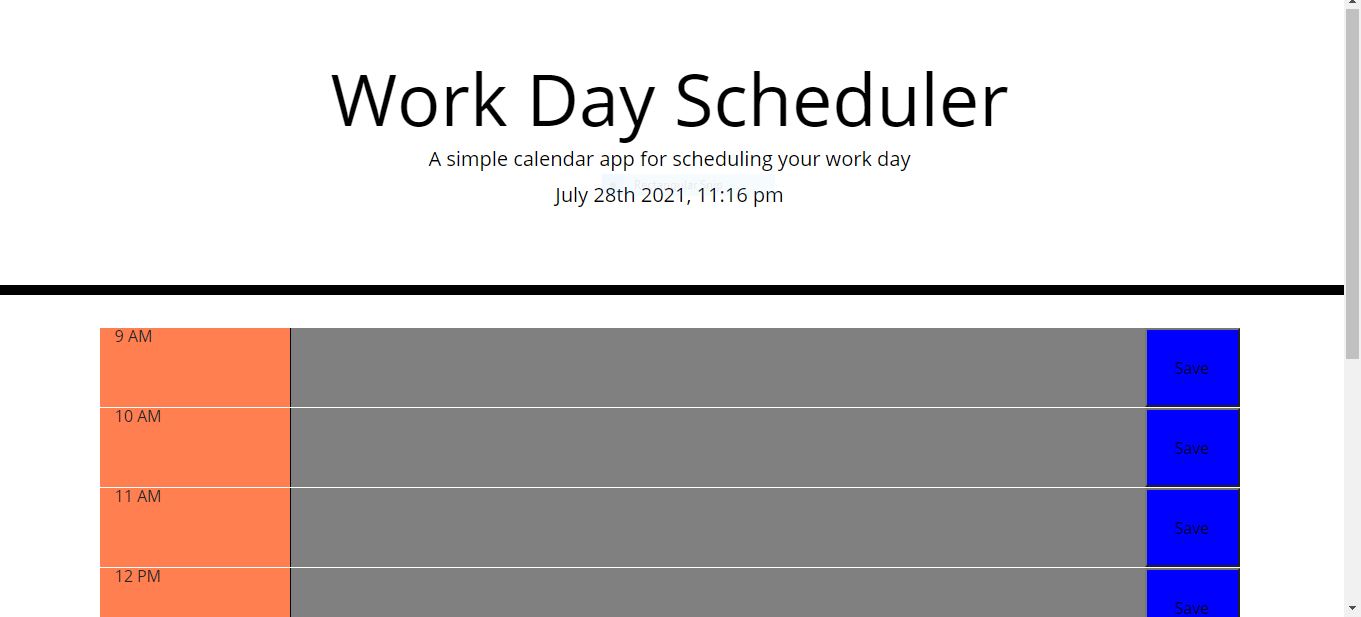 Work Day Scheduler
A simple calendar app for scheduling your work day
July 28th 2021, 11:16 pm
9 AM
Save
10 AM
Save
11 AM
Save
12 PM
Save